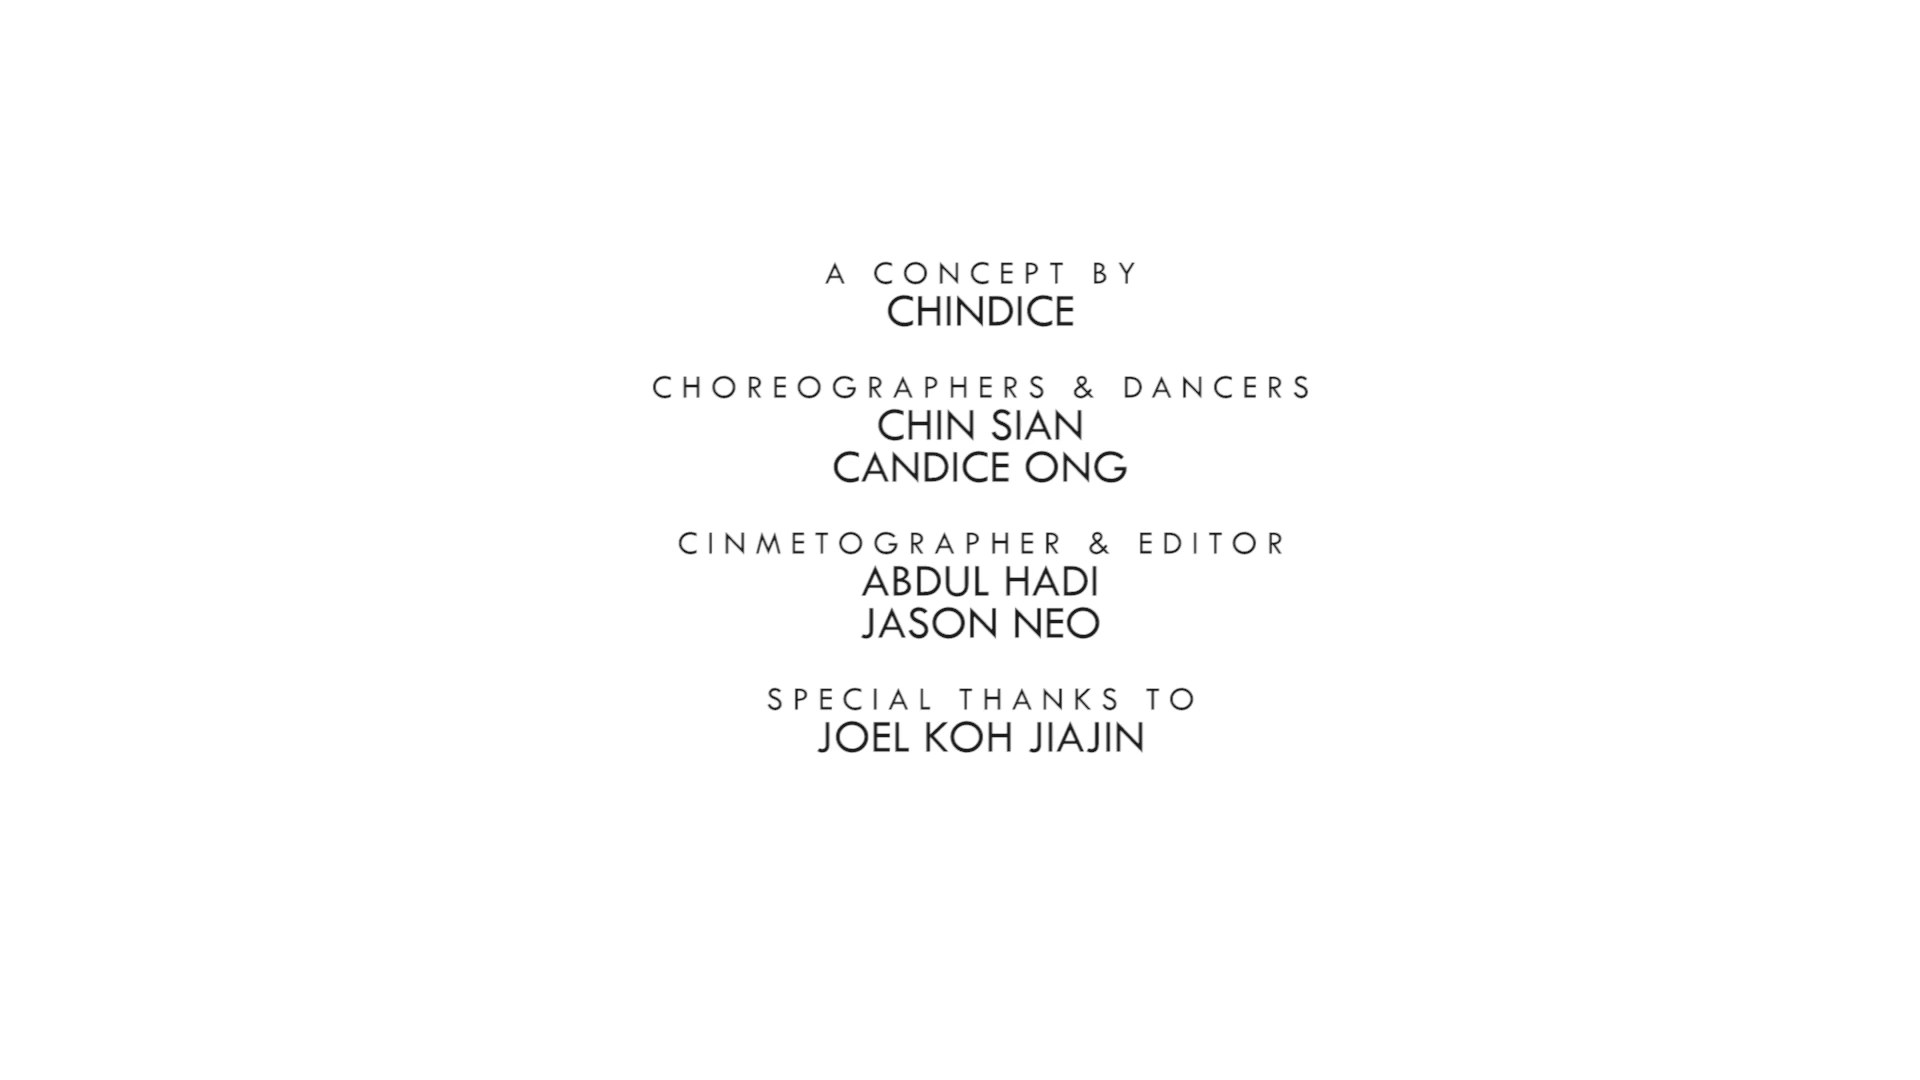 A CONCEPT BY
CHINDICE
CHOREOGRAPHERS & DANCERS
CHIN SIAN
CANDICE ONG
CINMETOGRAPHER & EDITOR
ABDUL HADI
JASON NEO
SPECIAL THANKS TO
JOEL KOH JIAJIN